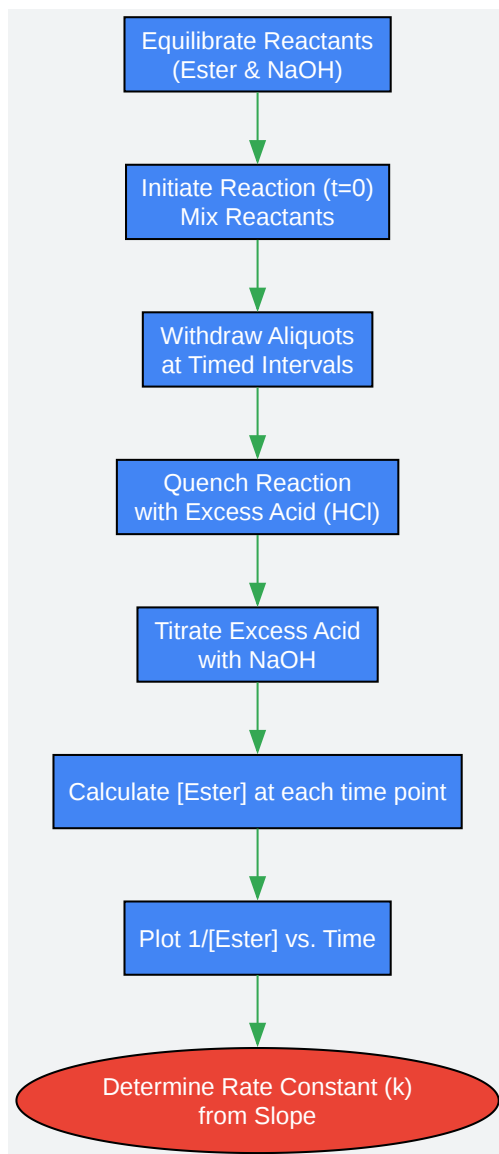 Equilibrate Reactants
(Ester & NaOH)
Initiate Reaction (t=0)
Mix Reactants
Withdraw Aliquots
at Timed Intervals
Quench Reaction
with Excess Acid (HCl)
Titrate Excess Acid
with NaOH
Calculate [Ester] at each time point
Plot 1/[Ester] vs. Time
Determine Rate Constant (k)
from Slope